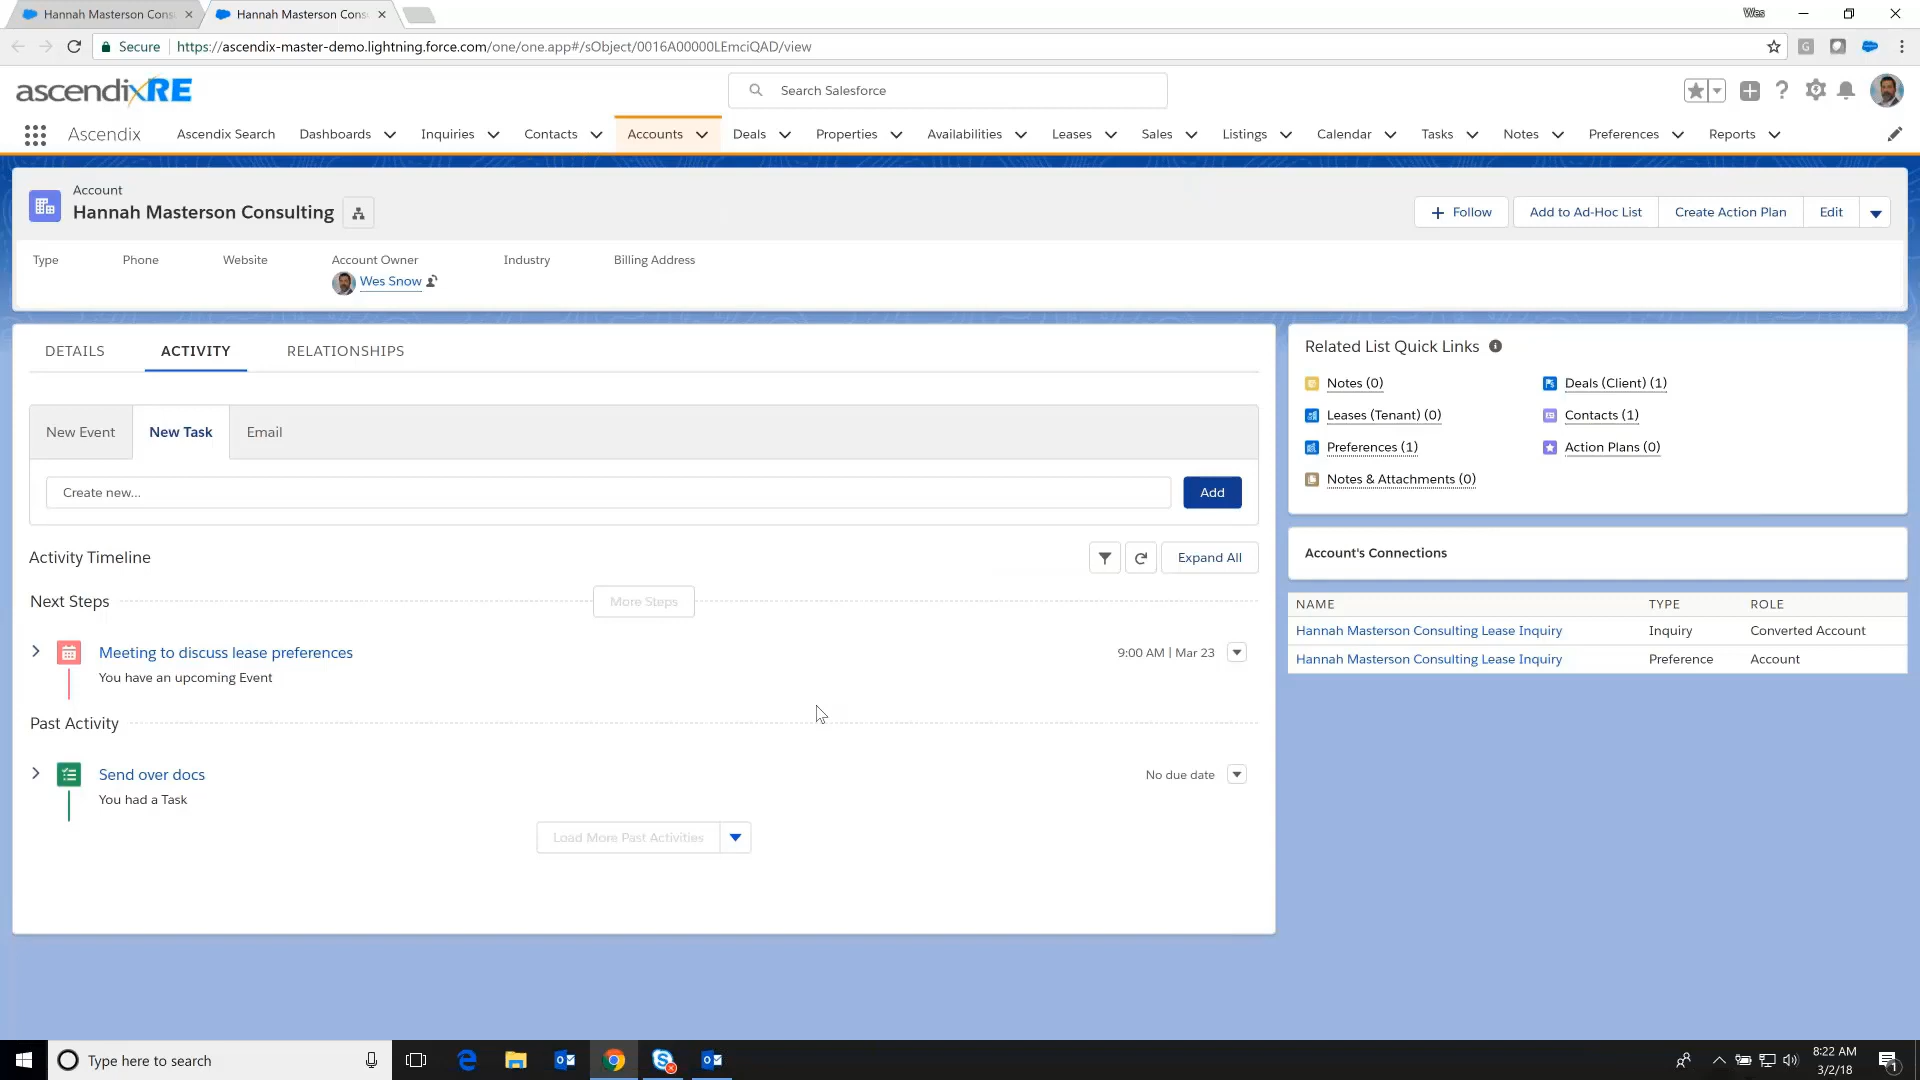 Hannah Masterson Cons
Hannah Masterson Cons
Wes
Secure https://ascendix-master-demo.lightning.force.com/one/one.app#/sObject/0016A00000LEmciQAD/view
ascendixRE
Search Salesforce
Ascendix Ascendix Search Dashboards Inquiries Contacts Accounts Deals Properties Availabilities Leases Sales Listings Calendar Tasks Notes Preferences Reports
Account
Hannah Masterson Consulting
+ Follow Add to Ad-Hoc List Create Action Plan Edit
Type Phone Website Account Owner Industry Billing Address
Wes Snow
DETAILS ACTIVITY RELATIONSHIPS
New Event New Task Email
Create new...
Add
Activity Timeline
Expand All
Next Steps
More Steps
Meeting to discuss lease preferences
9:00 AM | Mar 23
You have an upcoming Event
Past Activity
Send over docs
No due date
You had a Task
Load More Past Activities
Related List Quick Links
Notes (0) Deals (Client) (1)
Leases (Tenant) (0) Contacts (1)
Preferences (1) Action Plans (0)
Notes & Attachments (0)
Account's Connections
NAME TYPE ROLE
Hannah Masterson Consulting Lease Inquiry Inquiry Converted Account
Hannah Masterson Consulting Lease Inquiry Preference Account
Type here to search
8:22 AM
3/2/18
1